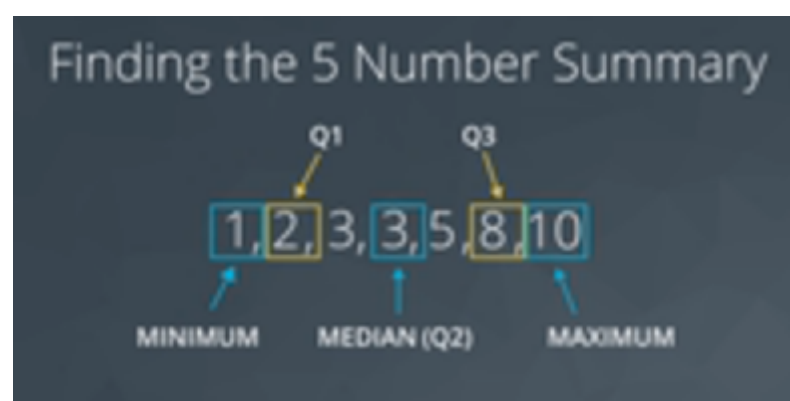 Finding the 5 Number Summary
Q1 Q3
1, 2, 3, 3, 5, 8, 10
MINIMUM MEDIAN (Q2) MAXIMUM